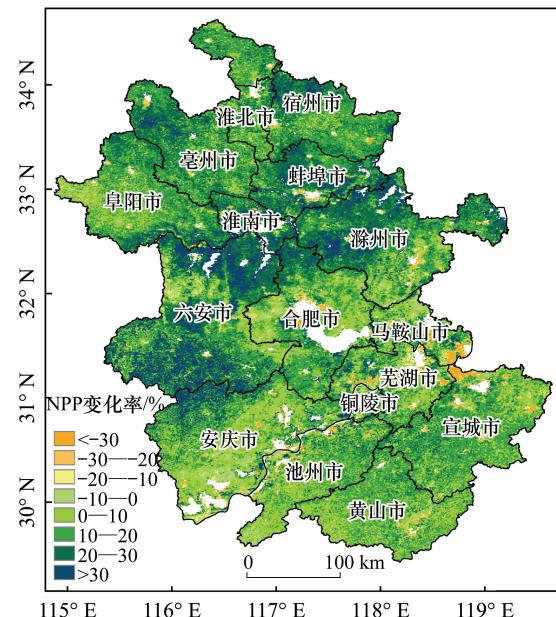 34° N
33° N
32° N
31° N
30° N
宿州市
淮北市
亳州市
蚌埠市
阜阳市
淮南市
滁州市
六安市
合肥市
马鞍山市
芜湖市
铜陵市
宣城市
安庆市
池州市
黄山市
NPP变化率/%
<-30
-30—-20
-20—-10
-10—0
0—10
10—20
20—30
>30
0 100 km
115° E 116° E 117° E 118° E 119° E